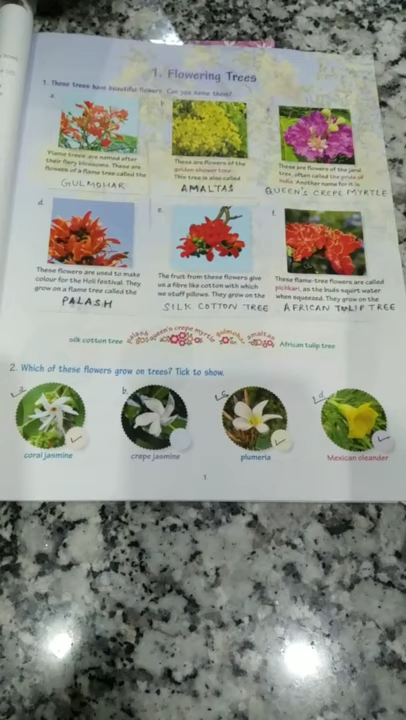 1. Flowering Trees
1. These trees have beautiful flowers. Can you name them?
a.
Flame trees are named after
their fiery blossoms. These are
flowers of a flame tree called the
GULMOHAR
These are flowers of the
golden shower tree.
This tree is also called
AMALTAS
These are flowers of the jarul
tree, often called the pride of
India. Another name for it is
QUEEN'S CREPE MYRTLE
d.
These flowers are used to make
colour for the Holi festival. They
grow on a flame tree called the
PALASH
e.
The fruit from these flowers give
us a fibre like cotton with which
we stuff pillows. They grow on the
SILK COTTON TREE
f.
These flame-tree flowers are called
pichkari, as the buds squirt water
when squeezed. They grow on the
AFRICAN TULIP TREE
silk cotton tree palash queen's crepe myrtle gulmohar amaltas African tulip tree
2. Which of these flowers grow on trees? Tick to show.
a.
coral jasmine
b.
crepe jasmine
c.
plumeria
d.
Mexican oleander
1